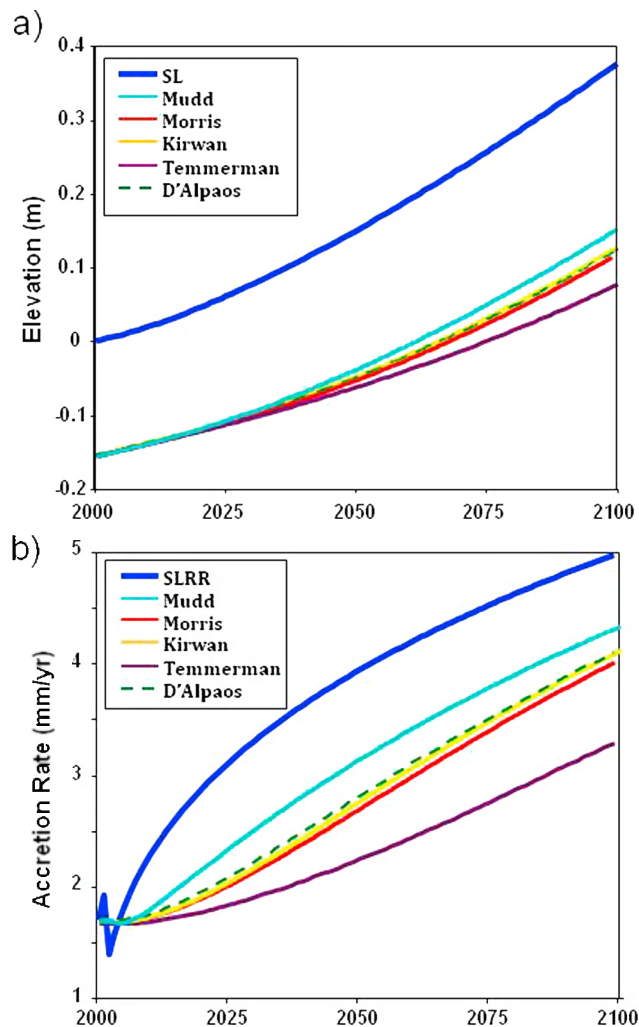 a)
Elevation (m)
0.4
0.3
0.2
0.1
0
-0.1
-0.2
SL
Mudd
Morris
Kirwan
Temmerman
D'Alpaos
2000 2025 2050 2075 2100
b)
Accretion Rate (mm/yr)
5
4
3
2
1
SLRR
Mudd
Morris
Kirwan
Temmerman
D'Alpaos
2000 2025 2050 2075 2100